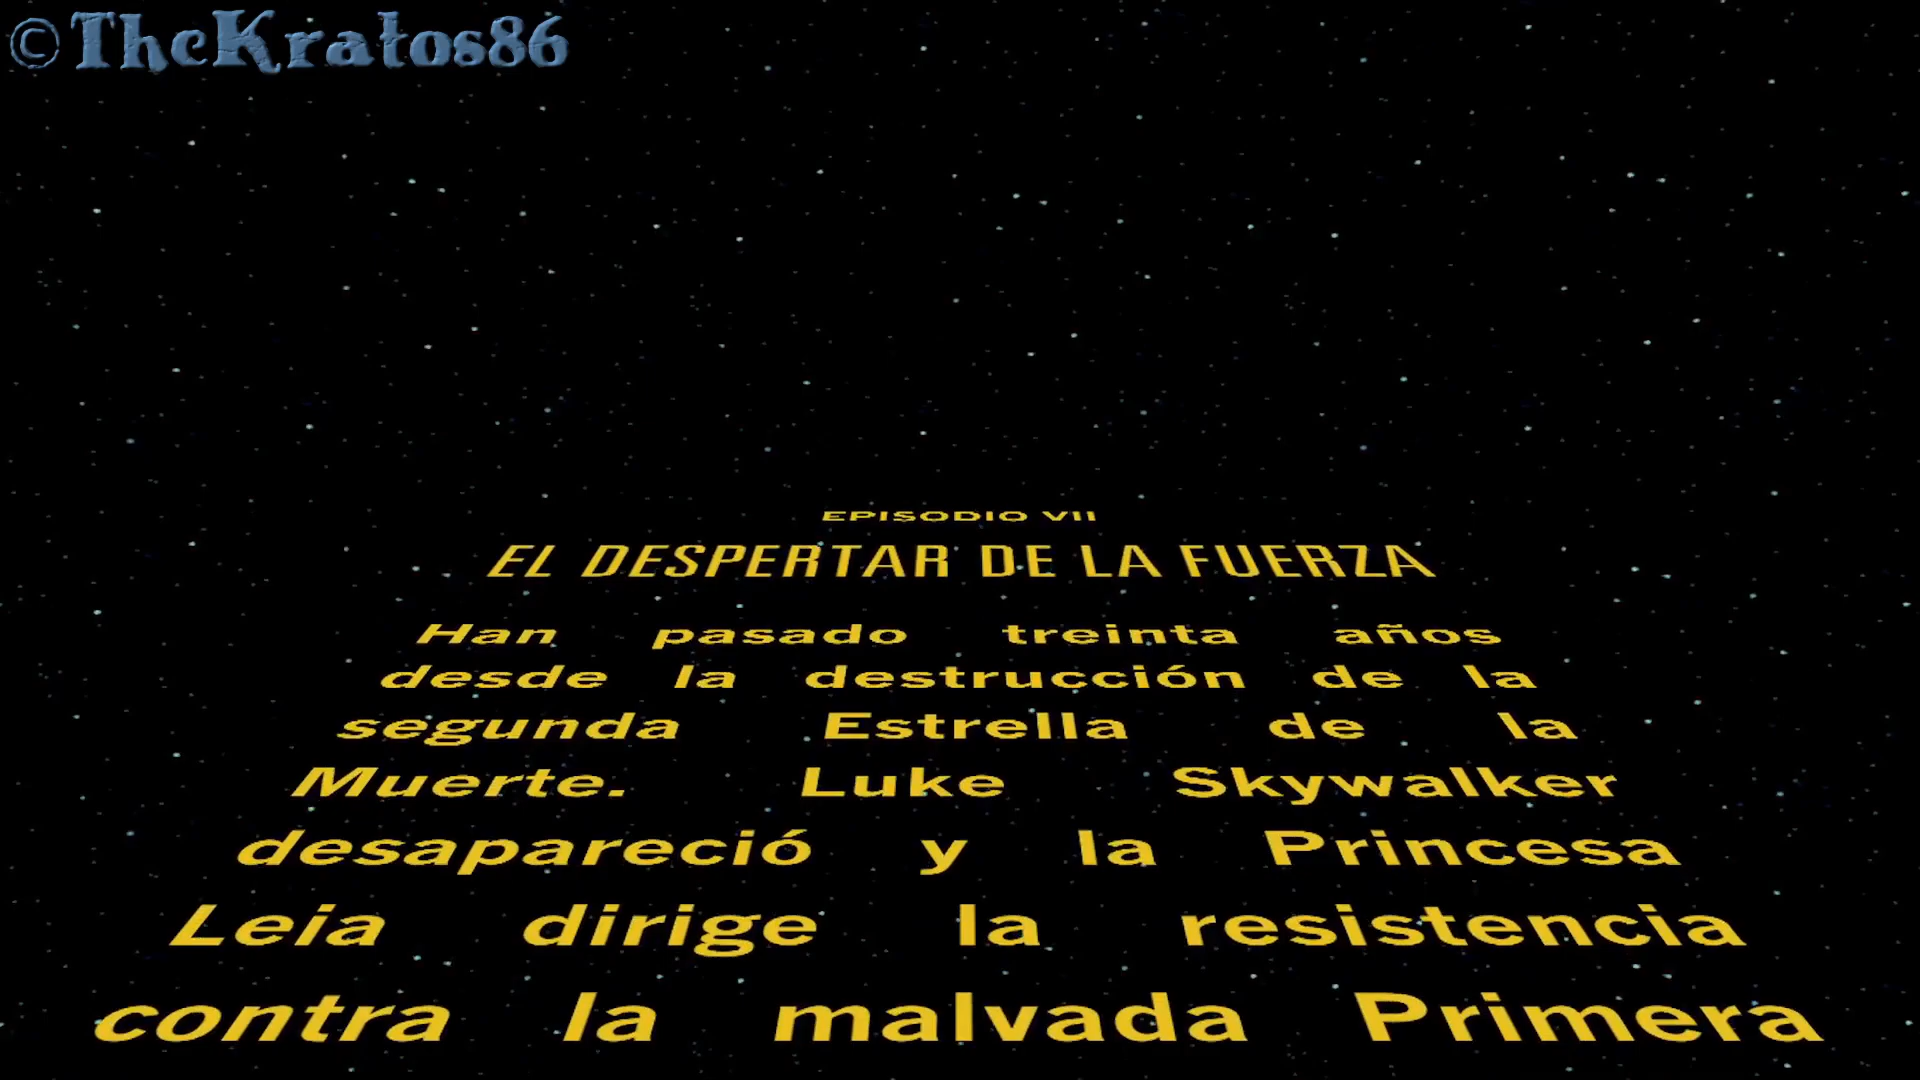 ©TheKratos86
EPISODIO VII
EL DESPERTAR DE LA FUERZA
Han pasado treinta años
desde la destrucción de la
segunda Estrella de la
Muerte. Luke Skywalker
desapareció y la Princesa
Leia dirige la resistencia
contra la malvada Primera